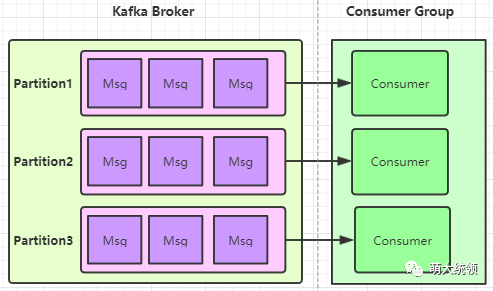 Kafka Broker
Consumer Group
Partition1
Msg
Msg
Msg
Consumer
Partition2
Msg
Msg
Msg
Consumer
Partition3
Msg
Msg
Msg
Consumer
萌大统领